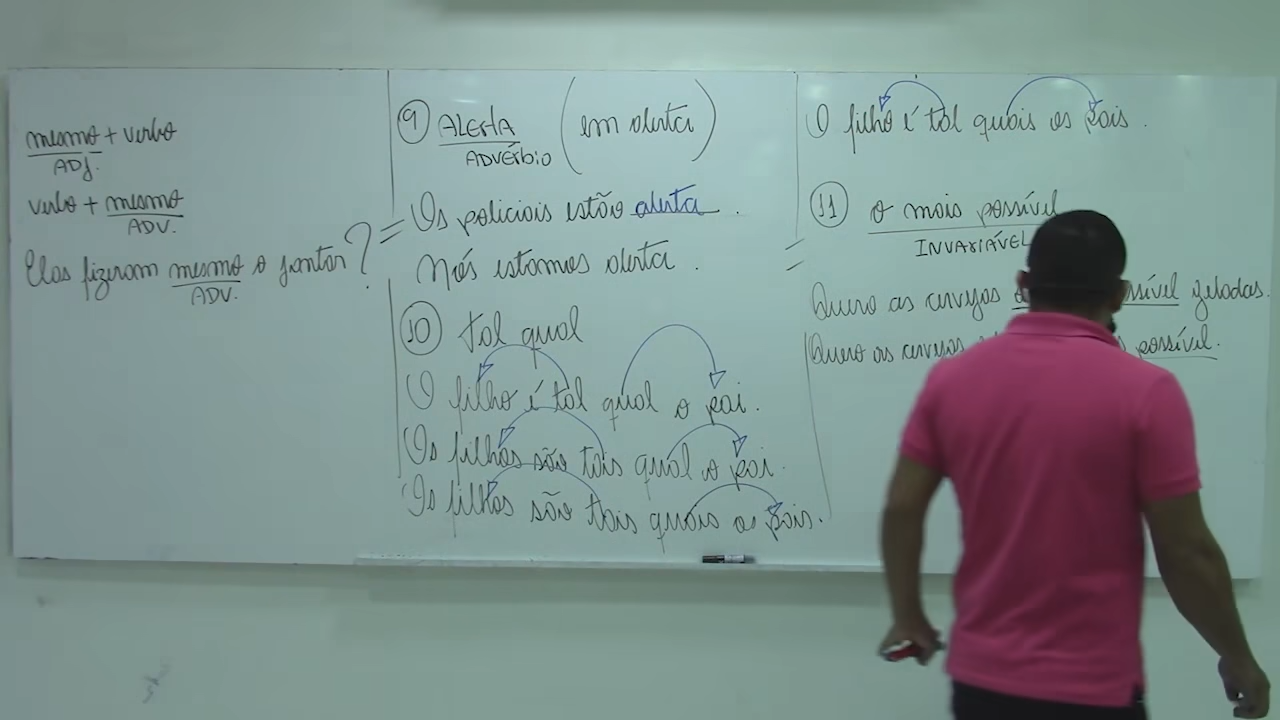 mesmo + verbo
ADJ.
verbo + mesmo
ADV.
Elas fizeram mesmo o jantar?
ADV.
9 ALERTA (em alerta)
ADVÉRBIO
= Os policiais estão alerta.
Nós estamos alerta.
10 tal qual
O filho é tal qual o pai.
Os filhos são tais qual o pai.
Os filhos são tais quais os pais.
O filho é tal quais os pais.
11 o mais possível
INVARIÁVEL
= Quero as cervejas ssível geladas.
Quero as cervejas possível.